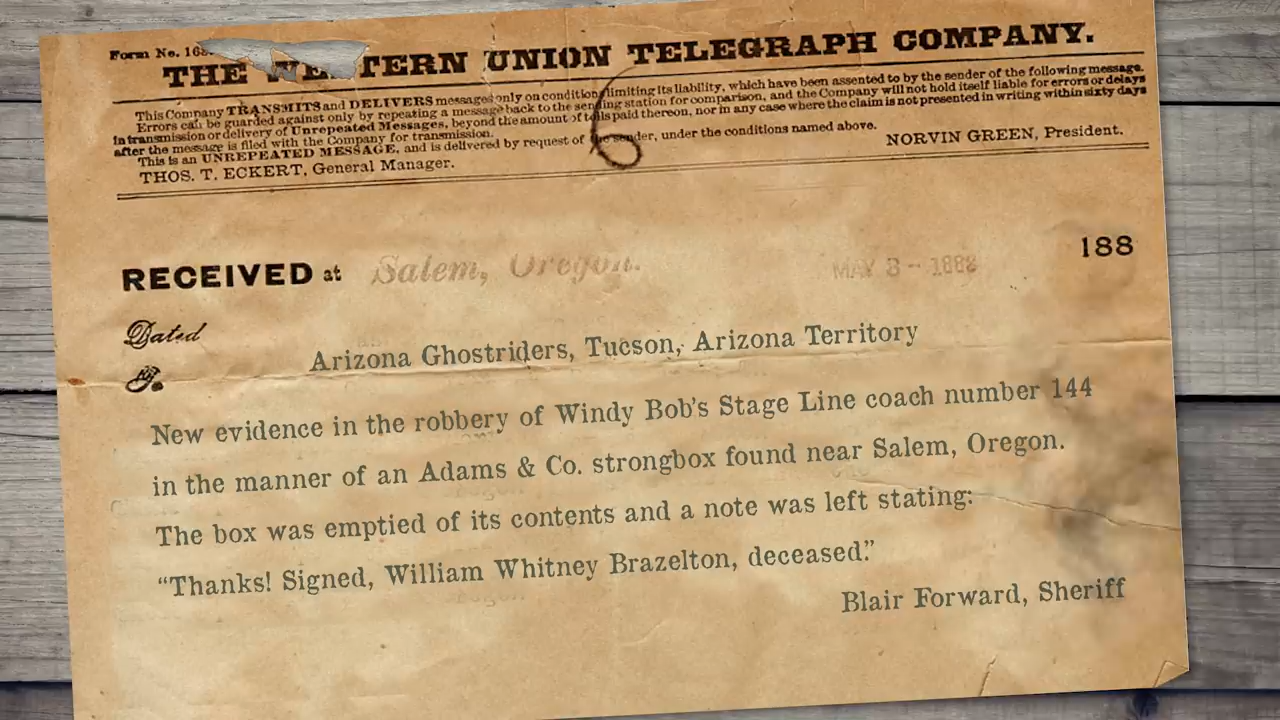 Form No. 168
THE WESTERN UNION TELEGRAPH COMPANY.
This Company TRANSMITS and DELIVERS messages only on conditions limiting its liability, which have been assented to by the sender of the following message.
Errors can be guarded against only by repeating a message back to the sending station for comparison, and the Company will not hold itself liable for errors or delays
in transmission or delivery of Unrepeated Messages, beyond the amount of tolls paid thereon, nor in any case where the claim is not presented in writing within sixty days
after the message is filed with the Company for transmission.
This is an UNREPEATED MESSAGE, and is delivered by request of the sender, under the conditions named above.
THOS. T. ECKERT, General Manager.
NORVIN GREEN, President.
6
188
RECEIVED at Salem, Oregon. MAY 3 - 1882
Dated
Arizona Ghostriders, Tucson, Arizona Territory
To
New evidence in the robbery of Windy Bob's Stage Line coach number 144
in the manner of an Adams & Co. strongbox found near Salem, Oregon.
The box was emptied of its contents and a note was left stating:
“Thanks! Signed, William Whitney Brazelton, deceased.”
Blair Forward, Sheriff